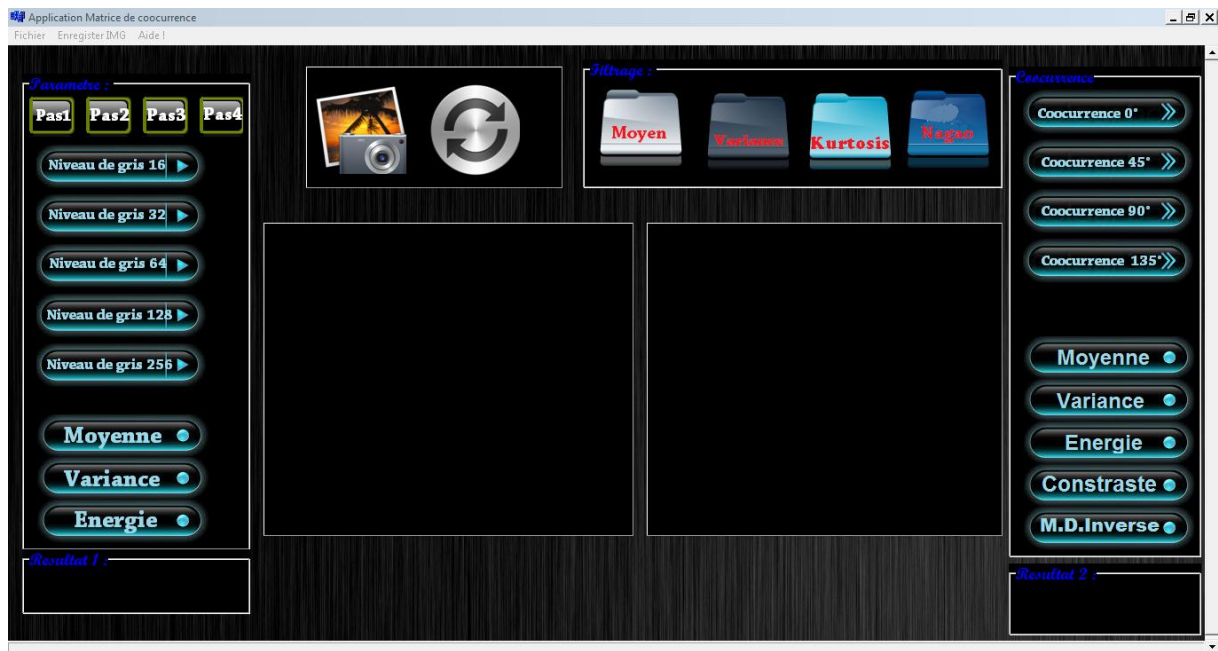 Application Matrice de coocurrence
Fichier Enregister IMG Aide !
Parametre :
Pas1 Pas2 Pas3 Pas4
Niveau de gris 16
Niveau de gris 32
Niveau de gris 64
Niveau de gris 128
Niveau de gris 256
Moyenne
Variance
Energie
Resultat 1 :
Filtrage :
Moyen
Kurtosis
Nagao
Coocurrence
Coocurrence 0°
Coocurrence 45°
Coocurrence 90°
Coocurrence 135°
Moyenne
Variance
Energie
Constraste
M.D.Inverse
Resultat 2 :